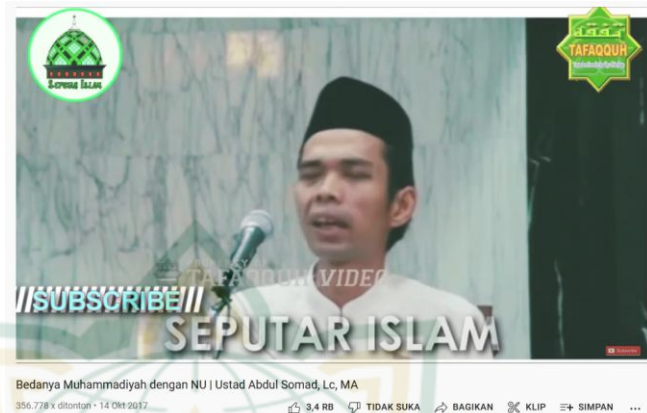 SEPUTAR ISLAM
TAFAQQUH
TAFAQQUH VIDEO
SUBSCRIBE
SEPUTAR ISLAM
Subscribe
Bedanya Muhammadiyah dengan NU | Ustad Abdul Somad, Lc, MA
356.778 x ditonton • 14 Okt 2017
3,4 RB TIDAK SUKA BAGIKAN KLIP SIMPAN ...